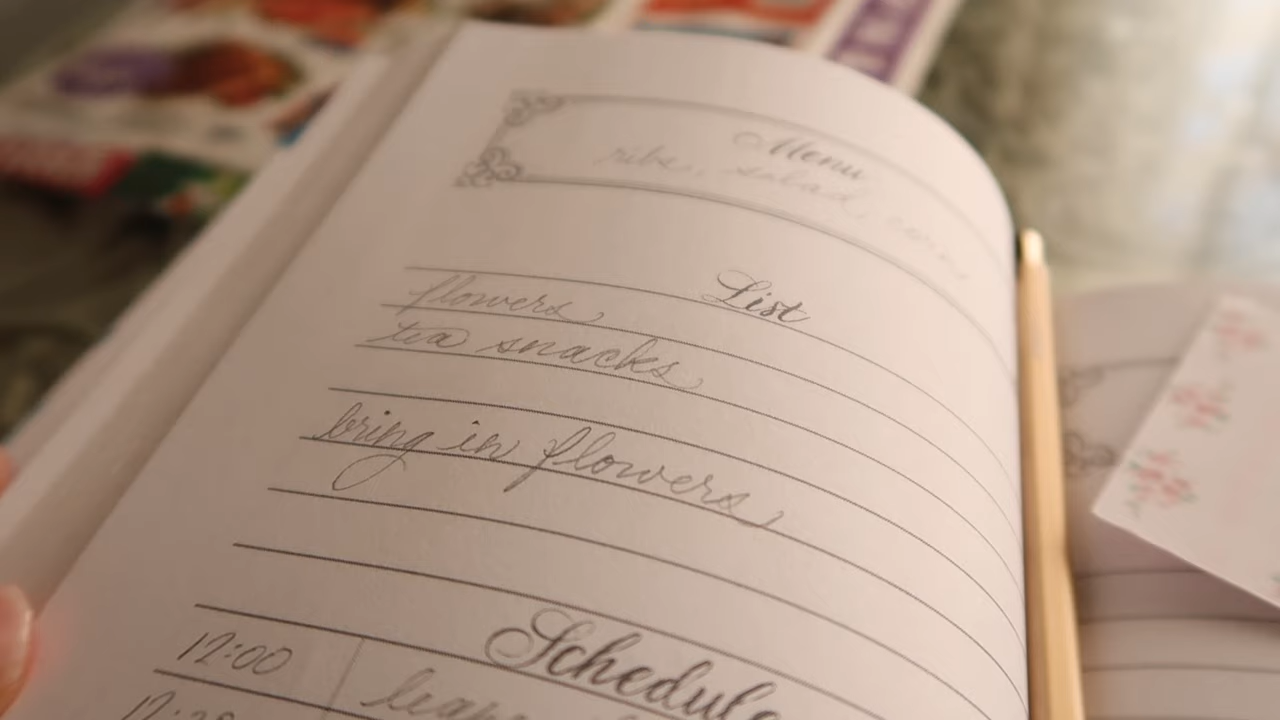 Menu
ribs, salad,
List
flowers
tea snacks
bring in flowers
Schedule
12:00